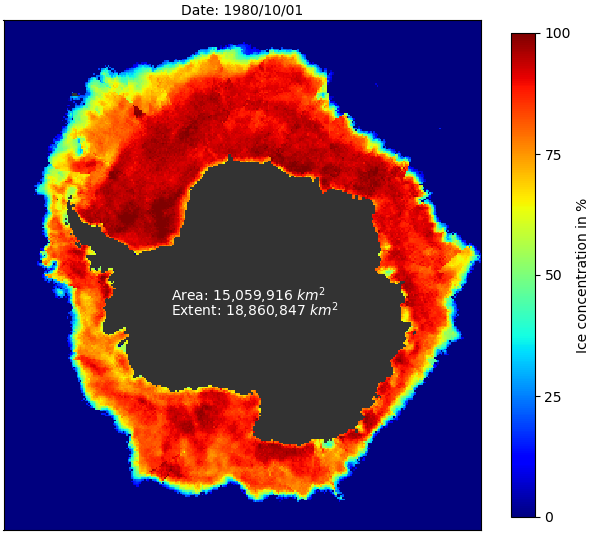 Date: 1980/10/01
100
75
50
25
0
Ice concentration in %
Area: 15,059,916 km²
Extent: 18,860,847 km²